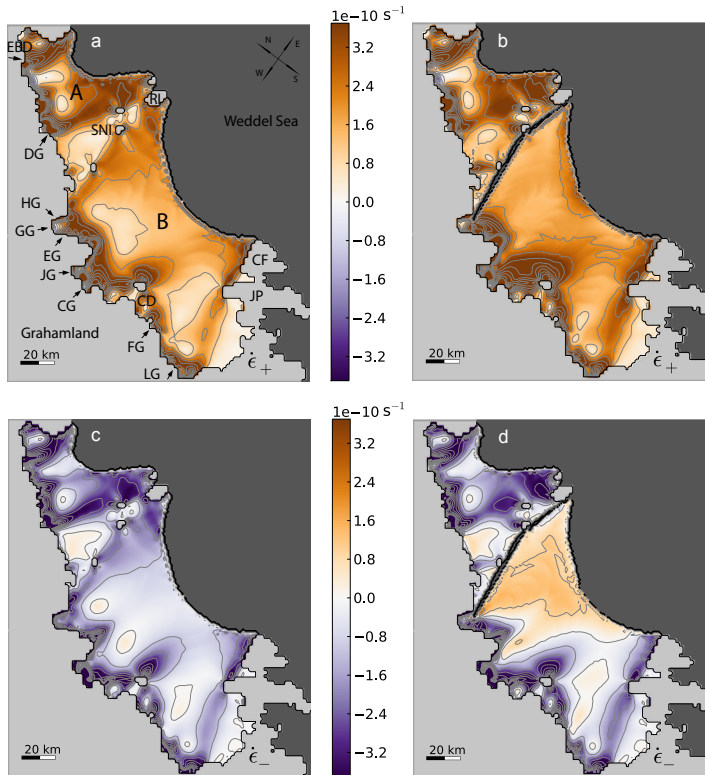 a
1e−10 S⁻¹
b
EBD
A
RI
SNI
Weddel Sea
DG
HG
GG
EG
JG
CG
B
CD
CF
JP
Grahamland
FG
LG
20 km
ε̇₊
N
E
W
S
3.2
2.4
1.6
0.8
0.0
−0.8
−1.6
−2.4
−3.2
20 km
ε̇₊
c
1e−10 S⁻¹
d
3.2
2.4
1.6
0.8
0.0
−0.8
−1.6
−2.4
−3.2
20 km
ε̇₋
20 km
ε̇₋